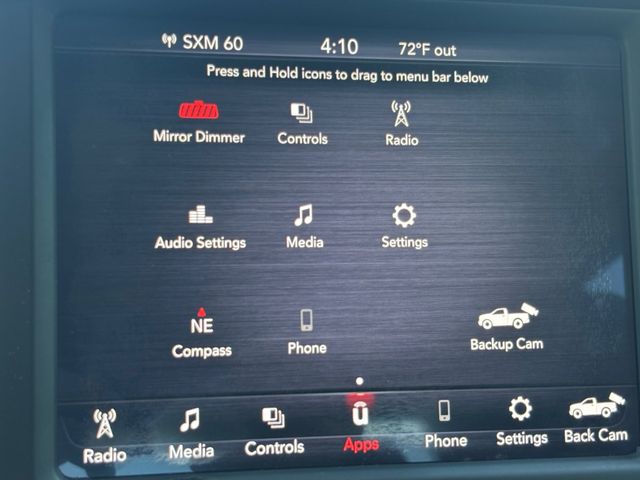 SXM 60 4:10 72°F out
Press and Hold icons to drag to menu bar below
Mirror Dimmer Controls Radio
Audio Settings Media Settings
NE
Compass Phone Backup Cam
Radio Media Controls Apps Phone Settings Back Cam